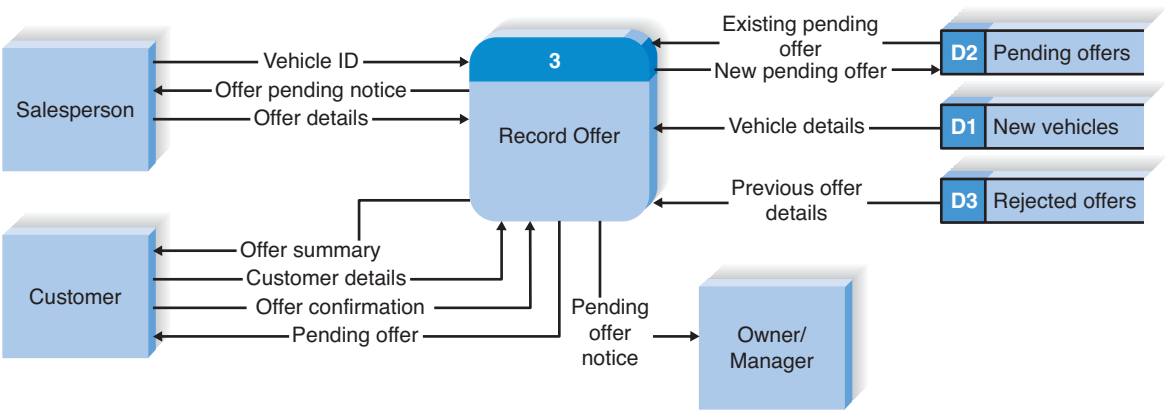 Salesperson
Vehicle ID
Offer pending notice
Offer details
3
Record Offer
Existing pending
offer
New pending offer
D2 Pending offers
Vehicle details
D1 New vehicles
Previous offer
details
D3 Rejected offers
Customer
Offer summary
Customer details
Offer confirmation
Pending offer
Pending
offer
notice
Owner/
Manager